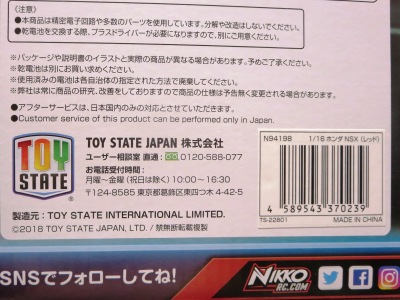 (注意)
●本商品は精密電子回路や多数のパーツを使用しています。分解や改造はしないでください。
●乾電池を交換する際、プラスドライバーが必要になりますので、別にご用意ください。
※パッケージや説明書のイラストと実際の商品が異なる場合があります。予めご了承ください。
※乾電池は別にお買い求めください。
※使用済みの電池は各自治体の指定された方法で廃棄してください。
※弊社は常に商品の研究、改善をしておりますので商品の仕様は予告無く変更される場合があります。
●アフターサービスは、日本国内のみの対応とさせていただきます。
●Customer service of this product can be performed only in Japan.
TOY STATE
TOY STATE JAPAN 株式会社
ユーザー相談室 直通: 0120-588-077
お電話受付時間:
月曜〜金曜(祝日は除く)10:00〜16:30
〒124-8585 東京都葛飾区東四つ木 4-42-5
製造元:TOY STATE INTERNATIONAL LIMITED.
©2018 TOY STATE JAPAN, LTD./ 禁無断転載複製
N94198 1/16 ホンダ NSX (レッド)
4 589543 370239
TS-22801 MADE IN CHINA
SNSでフォローしてね!
NIKKO
RC.COM